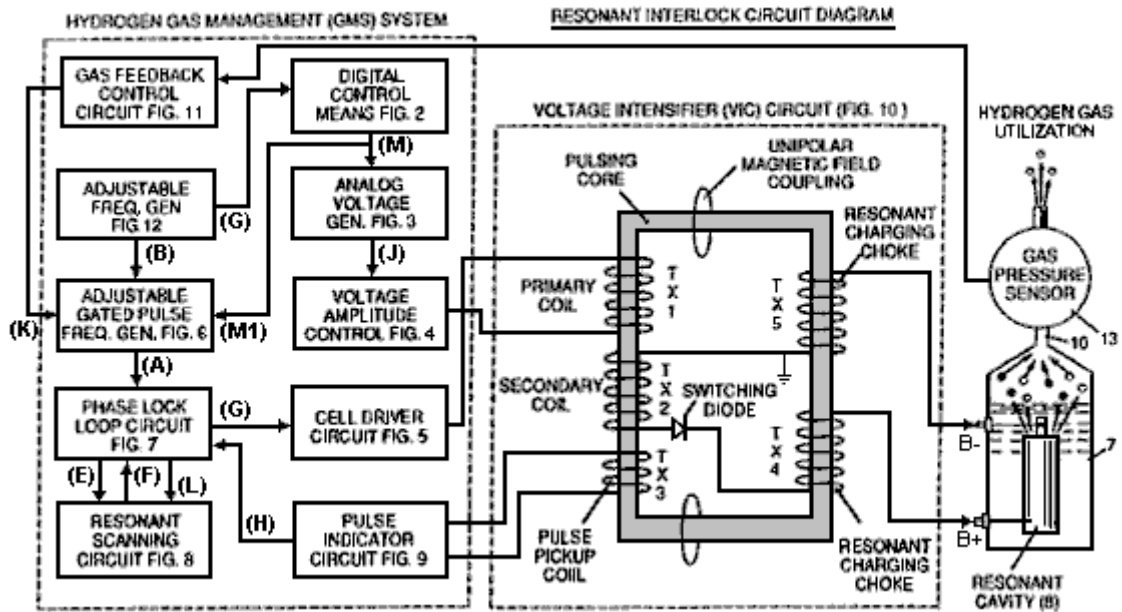 HYDROGEN GAS MANAGEMENT (GMS) SYSTEM
RESONANT INTERLOCK CIRCUIT DIAGRAM
GAS FEEDBACK
CONTROL
CIRCUIT FIG. 11
DIGITAL
CONTROL
MEANS FIG. 2
(M)
ADJUSTABLE
FREQ. GEN
FIG.12
(G)
(B)
ANALOG
VOLTAGE
GEN. FIG. 3
(J)
(K)
ADJUSTABLE
GATED PULSE
FREQ. GEN. FIG. 6
(M1)
(A)
VOLTAGE
AMPLITUDE
CONTROL FIG. 4
PHASE LOCK
LOOP CIRCUIT
FIG. 7
(G)
CELL DRIVER
CIRCUIT FIG. 5
(E)
(F)
(L)
(H)
RESONANT
SCANNING
CIRCUIT FIG. 8
PULSE
INDICATOR
CIRCUIT FIG. 9
VOLTAGE INTENSIFIER (VIC) CIRCUIT (FIG. 10 )
PULSING
CORE
UNIPOLAR
MAGNETIC FIELD
COUPLING
RESONANT
CHARGING
CHOKE
PRIMARY
COIL
T
X
1
T
X
5
SECONDARY
COIL
T
X
2
SWITCHING
DIODE
T
X
3
T
X
4
PULSE
PICKUP
COIL
RESONANT
CHARGING
CHOKE
HYDROGEN GAS
UTILIZATION
GAS
PRESSURE
SENSOR
13
10
B-
7
B+
RESONANT
CAVITY (8)